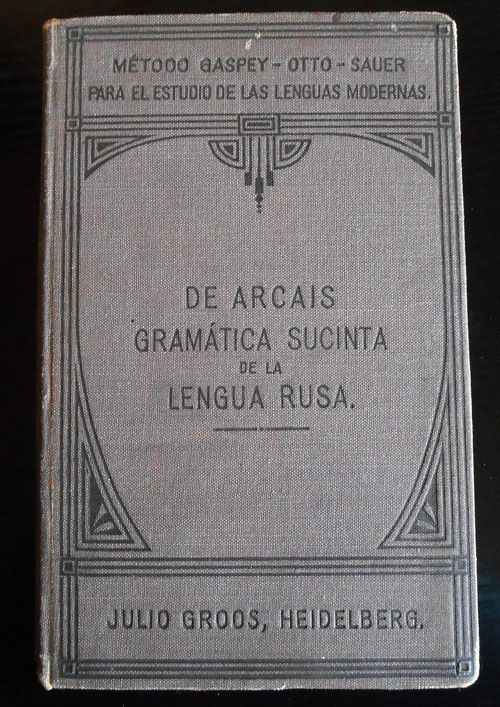 MÉTODO GASPEY - OTTO - SAUER
PARA EL ESTUDIO DE LAS LENGUAS MODERNAS.
DE ARCAIS
GRAMÁTICA SUCINTA
DE LA
LENGUA RUSA.
JULIO GROOS, HEIDELBERG.